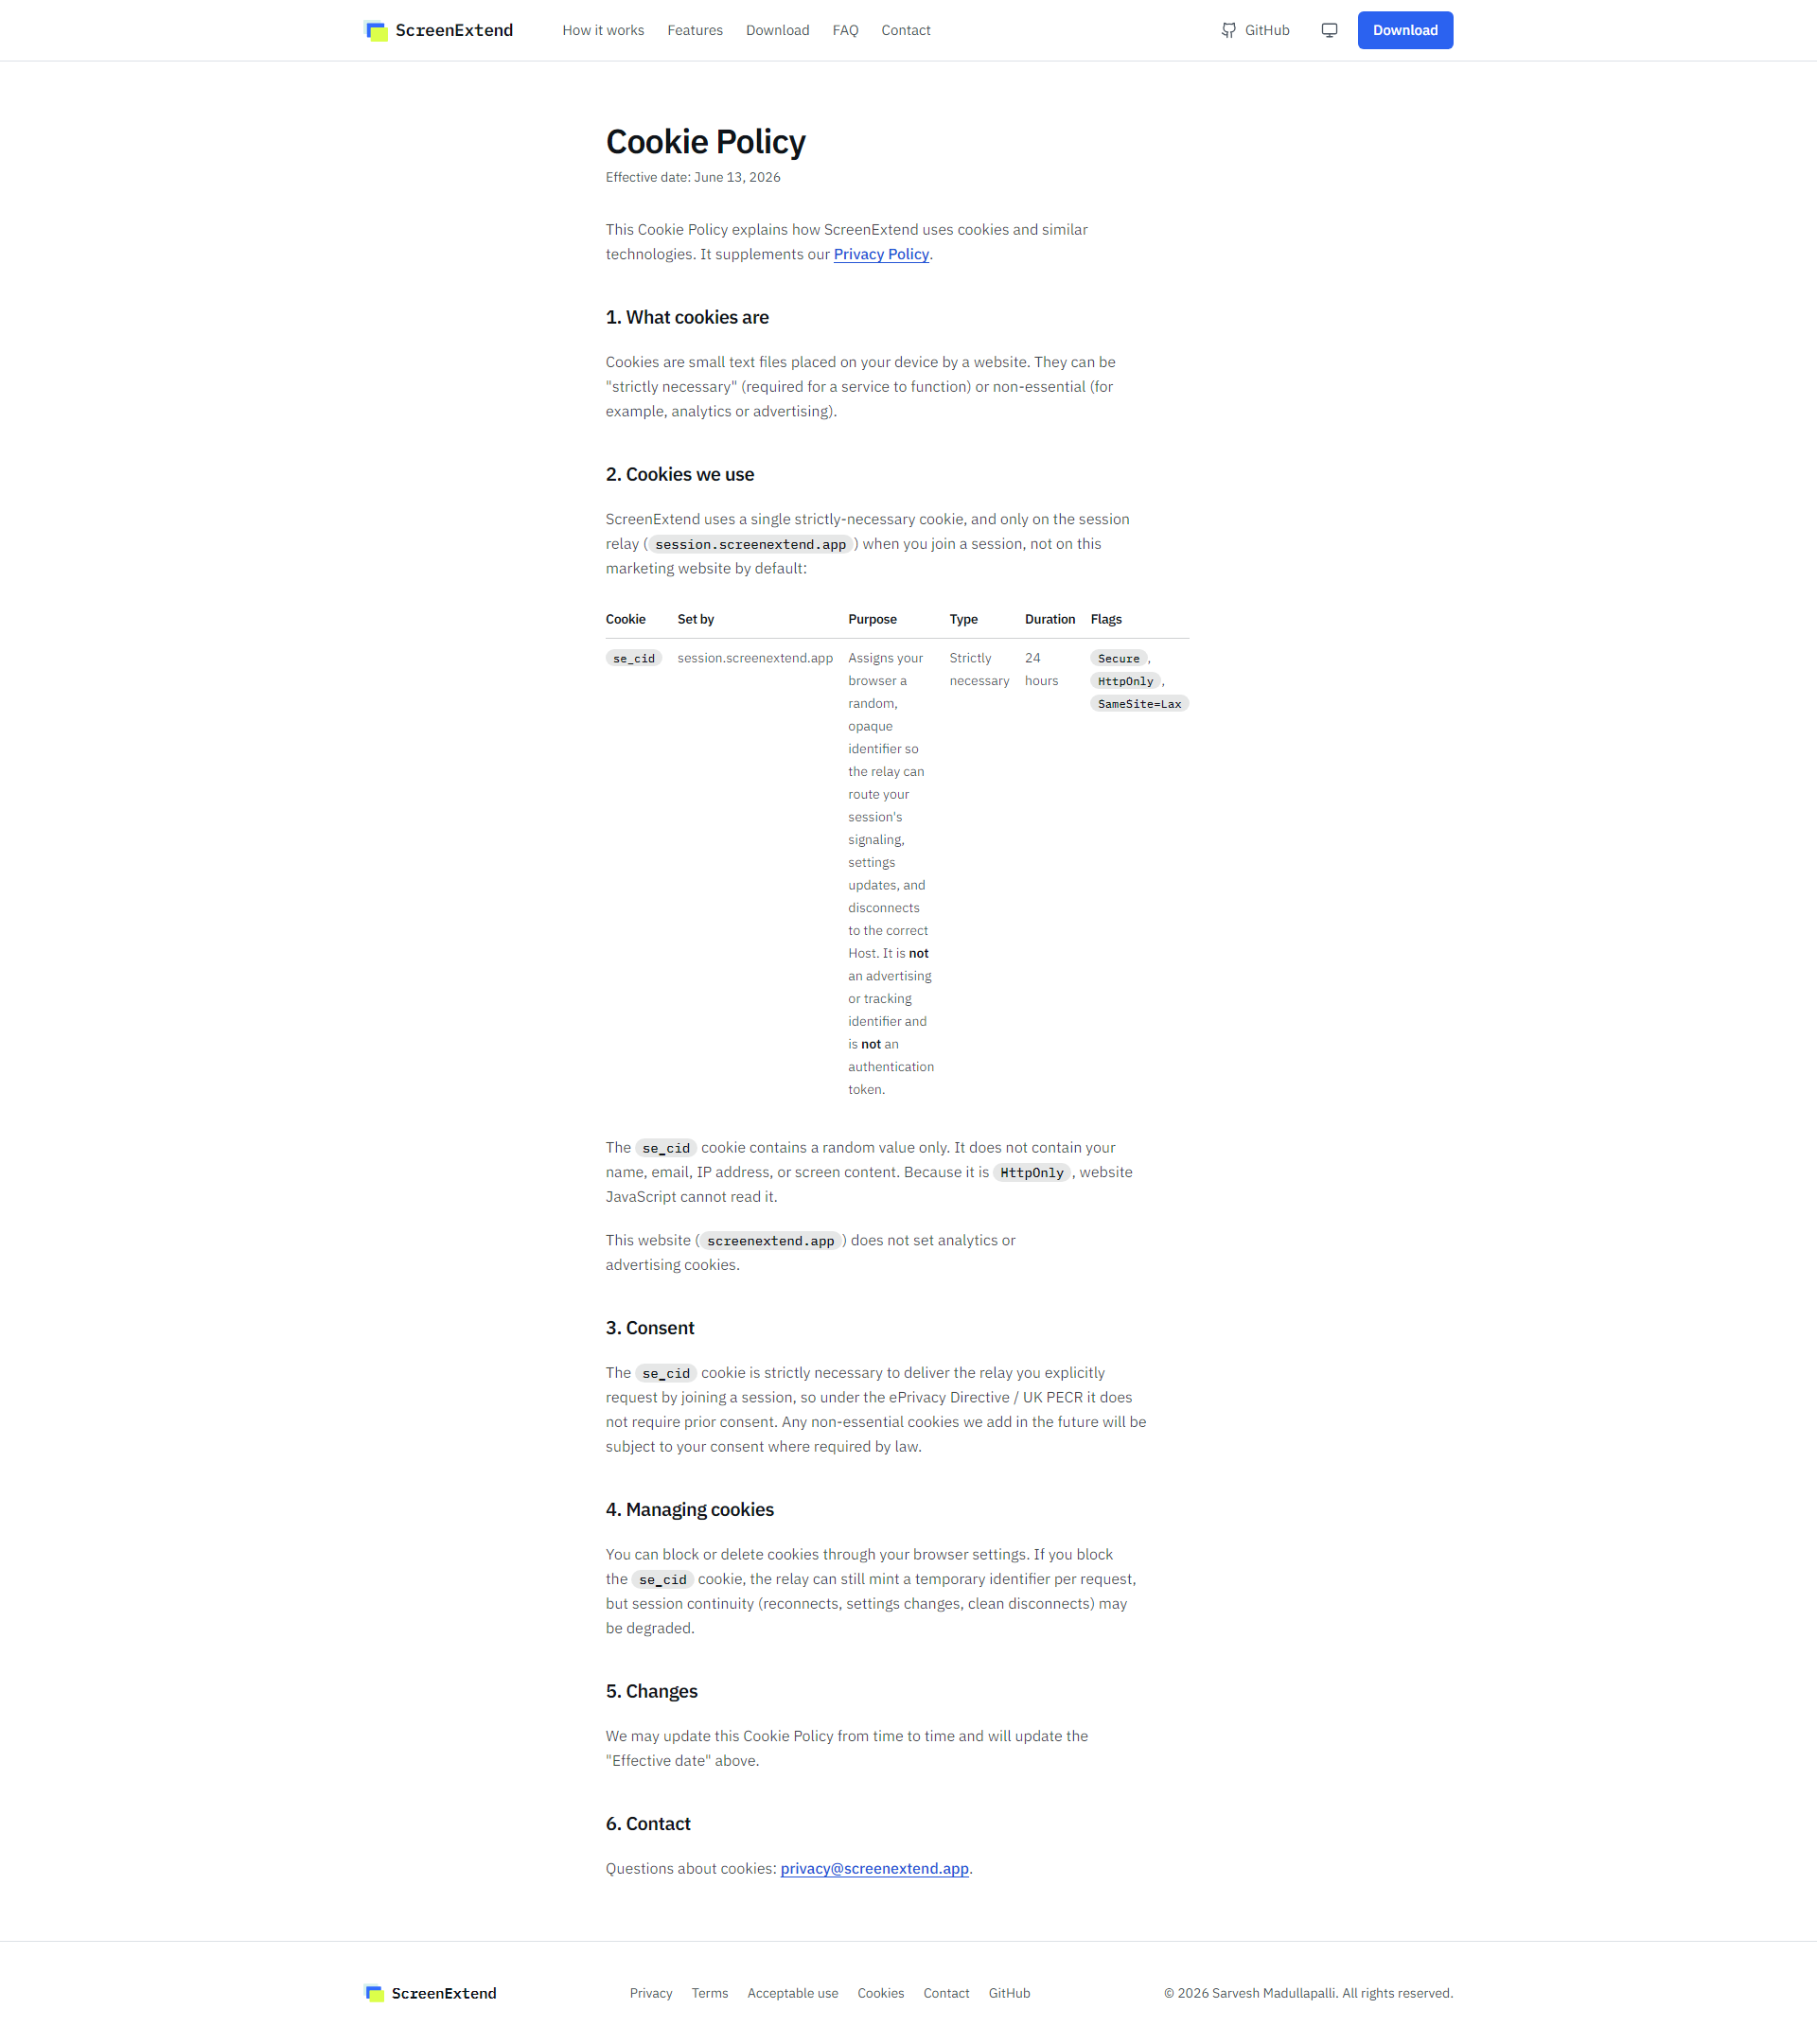 ScreenExtend
How it works
Features
Download
FAQ
Contact
GitHub
Download
Cookie Policy
Effective date: June 13, 2026
This Cookie Policy explains how ScreenExtend uses cookies and similar
technologies. It supplements our Privacy Policy.
1. What cookies are
Cookies are small text files placed on your device by a website. They can be
"strictly necessary" (required for a service to function) or non-essential (for
example, analytics or advertising).
2. Cookies we use
ScreenExtend uses a single strictly-necessary cookie, and only on the session
relay (session.screenextend.app) when you join a session, not on this
marketing website by default:
Cookie
Set by
Purpose
Type
Duration
Flags
se_cid
session.screenextend.app
Assigns your
browser a
random,
opaque
identifier so
the relay can
route your
session's
signaling,
settings
updates, and
disconnects
to the correct
Host. It is not
an advertising
or tracking
identifier and
is not an
authentication
token.
Strictly
necessary
24
hours
Secure,
HttpOnly,
SameSite=Lax
The se_cid cookie contains a random value only. It does not contain your
name, email, IP address, or screen content. Because it is HttpOnly, website
JavaScript cannot read it.
This website (screenextend.app) does not set analytics or
advertising cookies.
3. Consent
The se_cid cookie is strictly necessary to deliver the relay you explicitly
request by joining a session, so under the ePrivacy Directive / UK PECR it does
not require prior consent. Any non-essential cookies we add in the future will be
subject to your consent where required by law.
4. Managing cookies
You can block or delete cookies through your browser settings. If you block
the se_cid cookie, the relay can still mint a temporary identifier per request,
but session continuity (reconnects, settings changes, clean disconnects) may
be degraded.
5. Changes
We may update this Cookie Policy from time to time and will update the
"Effective date" above.
6. Contact
Questions about cookies: privacy@screenextend.app.
ScreenExtend
Privacy
Terms
Acceptable use
Cookies
Contact
GitHub
© 2026 Sarvesh Madullapalli. All rights reserved.